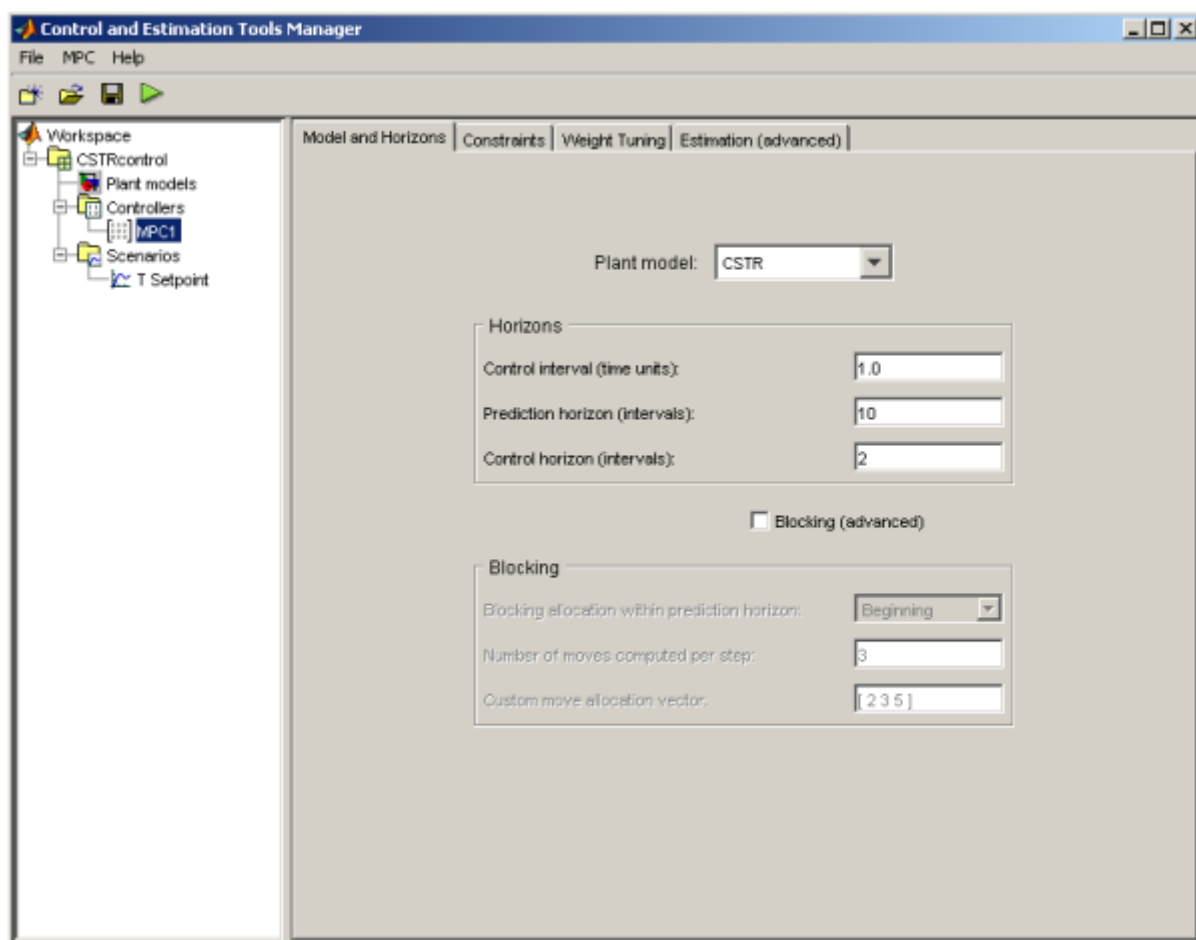 Control and Estimation Tools Manager
File MPC Help
Workspace
CSTRcontrol
Plant models
Controllers
MPC1
Scenarios
T Setpoint
Model and Horizons Constraints Weight Tuning Estimation (advanced)
Plant model: CSTR
Horizons
Control interval (time units): 1.0
Prediction horizon (intervals): 10
Control horizon (intervals): 2
Blocking (advanced)
Blocking
Blocking allocation within prediction horizon: Beginning
Number of moves computed per step: 3
Custom move allocation vector: [ 2 3 5 ]